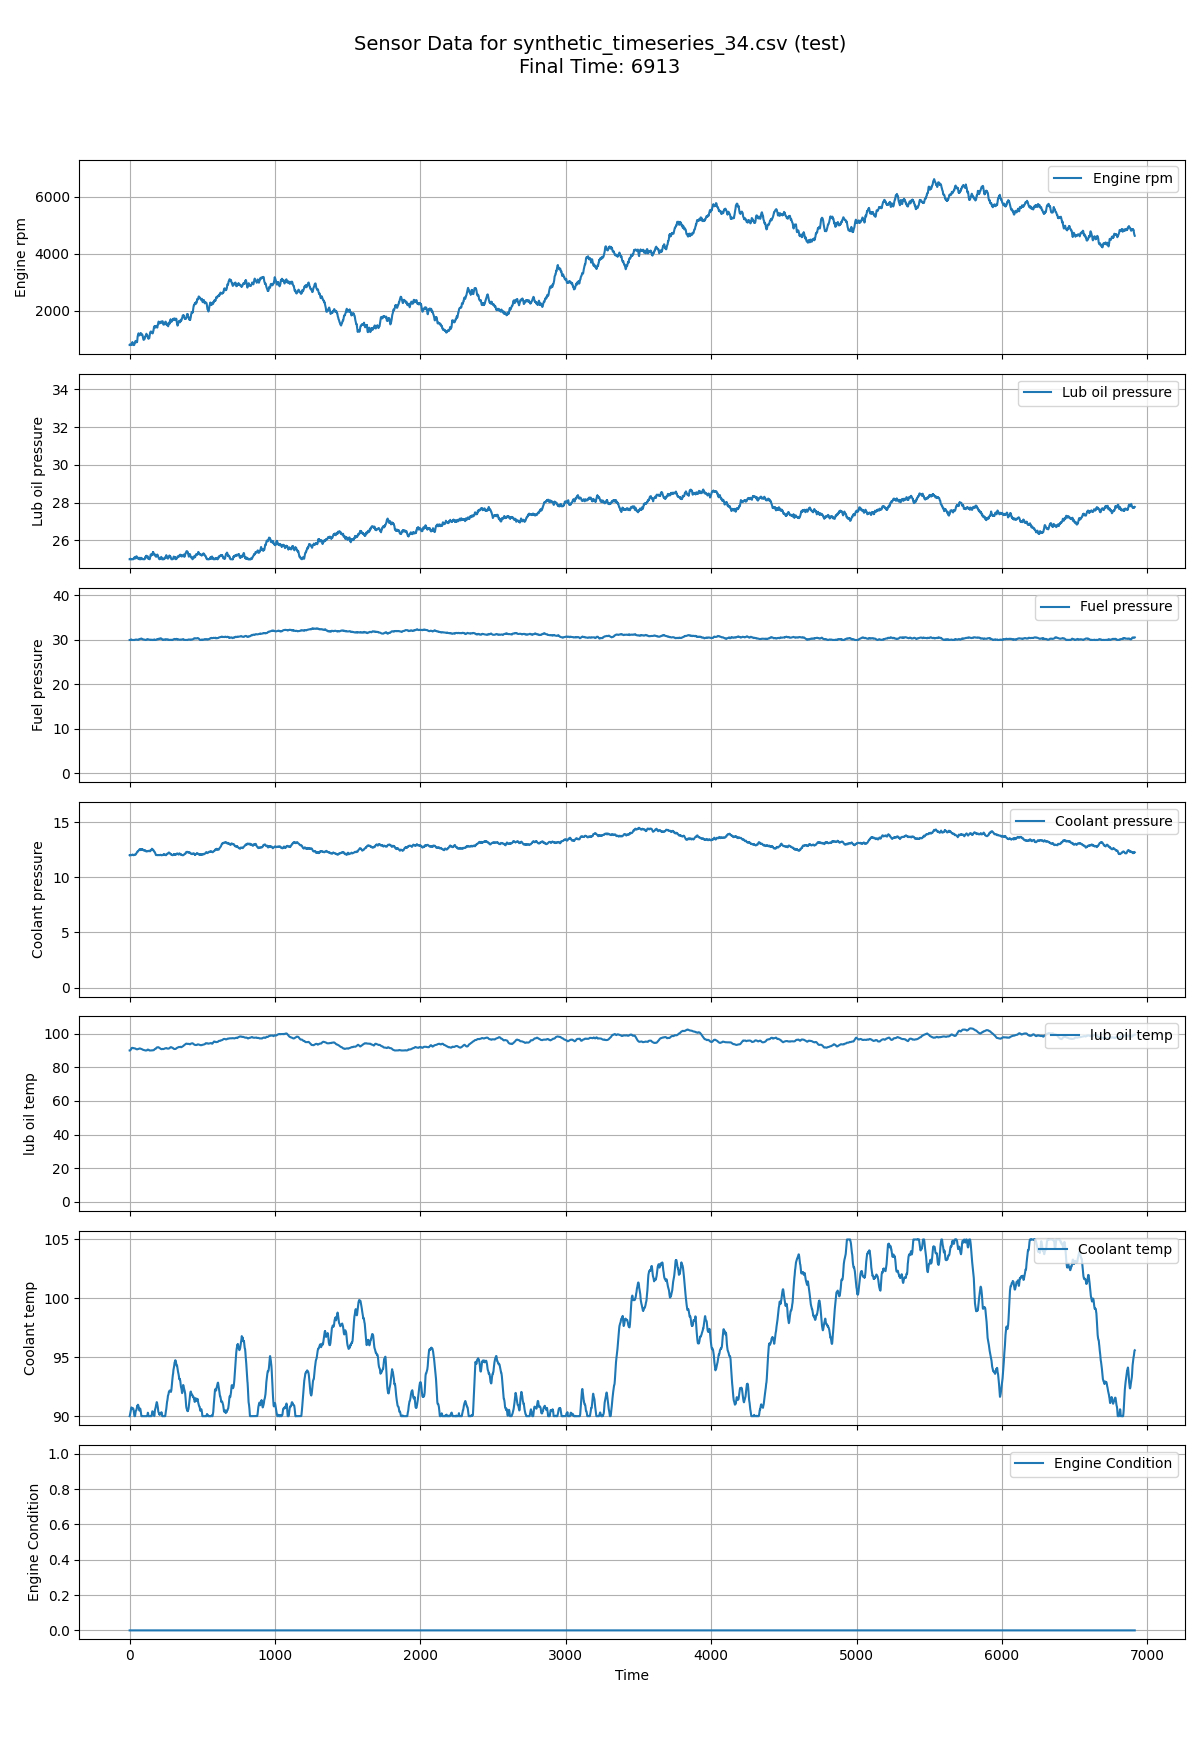 Sensor Data for synthetic_timeseries_34.csv (test)
Final Time: 6913
Engine rpm
6000
4000
2000
Engine rpm
Lub oil pressure
34
32
30
28
26
Lub oil pressure
Fuel pressure
40
30
20
10
0
Fuel pressure
Coolant pressure
15
10
5
0
Coolant pressure
lub oil temp
100
80
60
40
20
0
lub oil temp
Coolant temp
105
100
95
90
Coolant temp
Engine Condition
1.0
0.8
0.6
0.4
0.2
0.0
Engine Condition
0 1000 2000 3000 4000 5000 6000 7000
Time